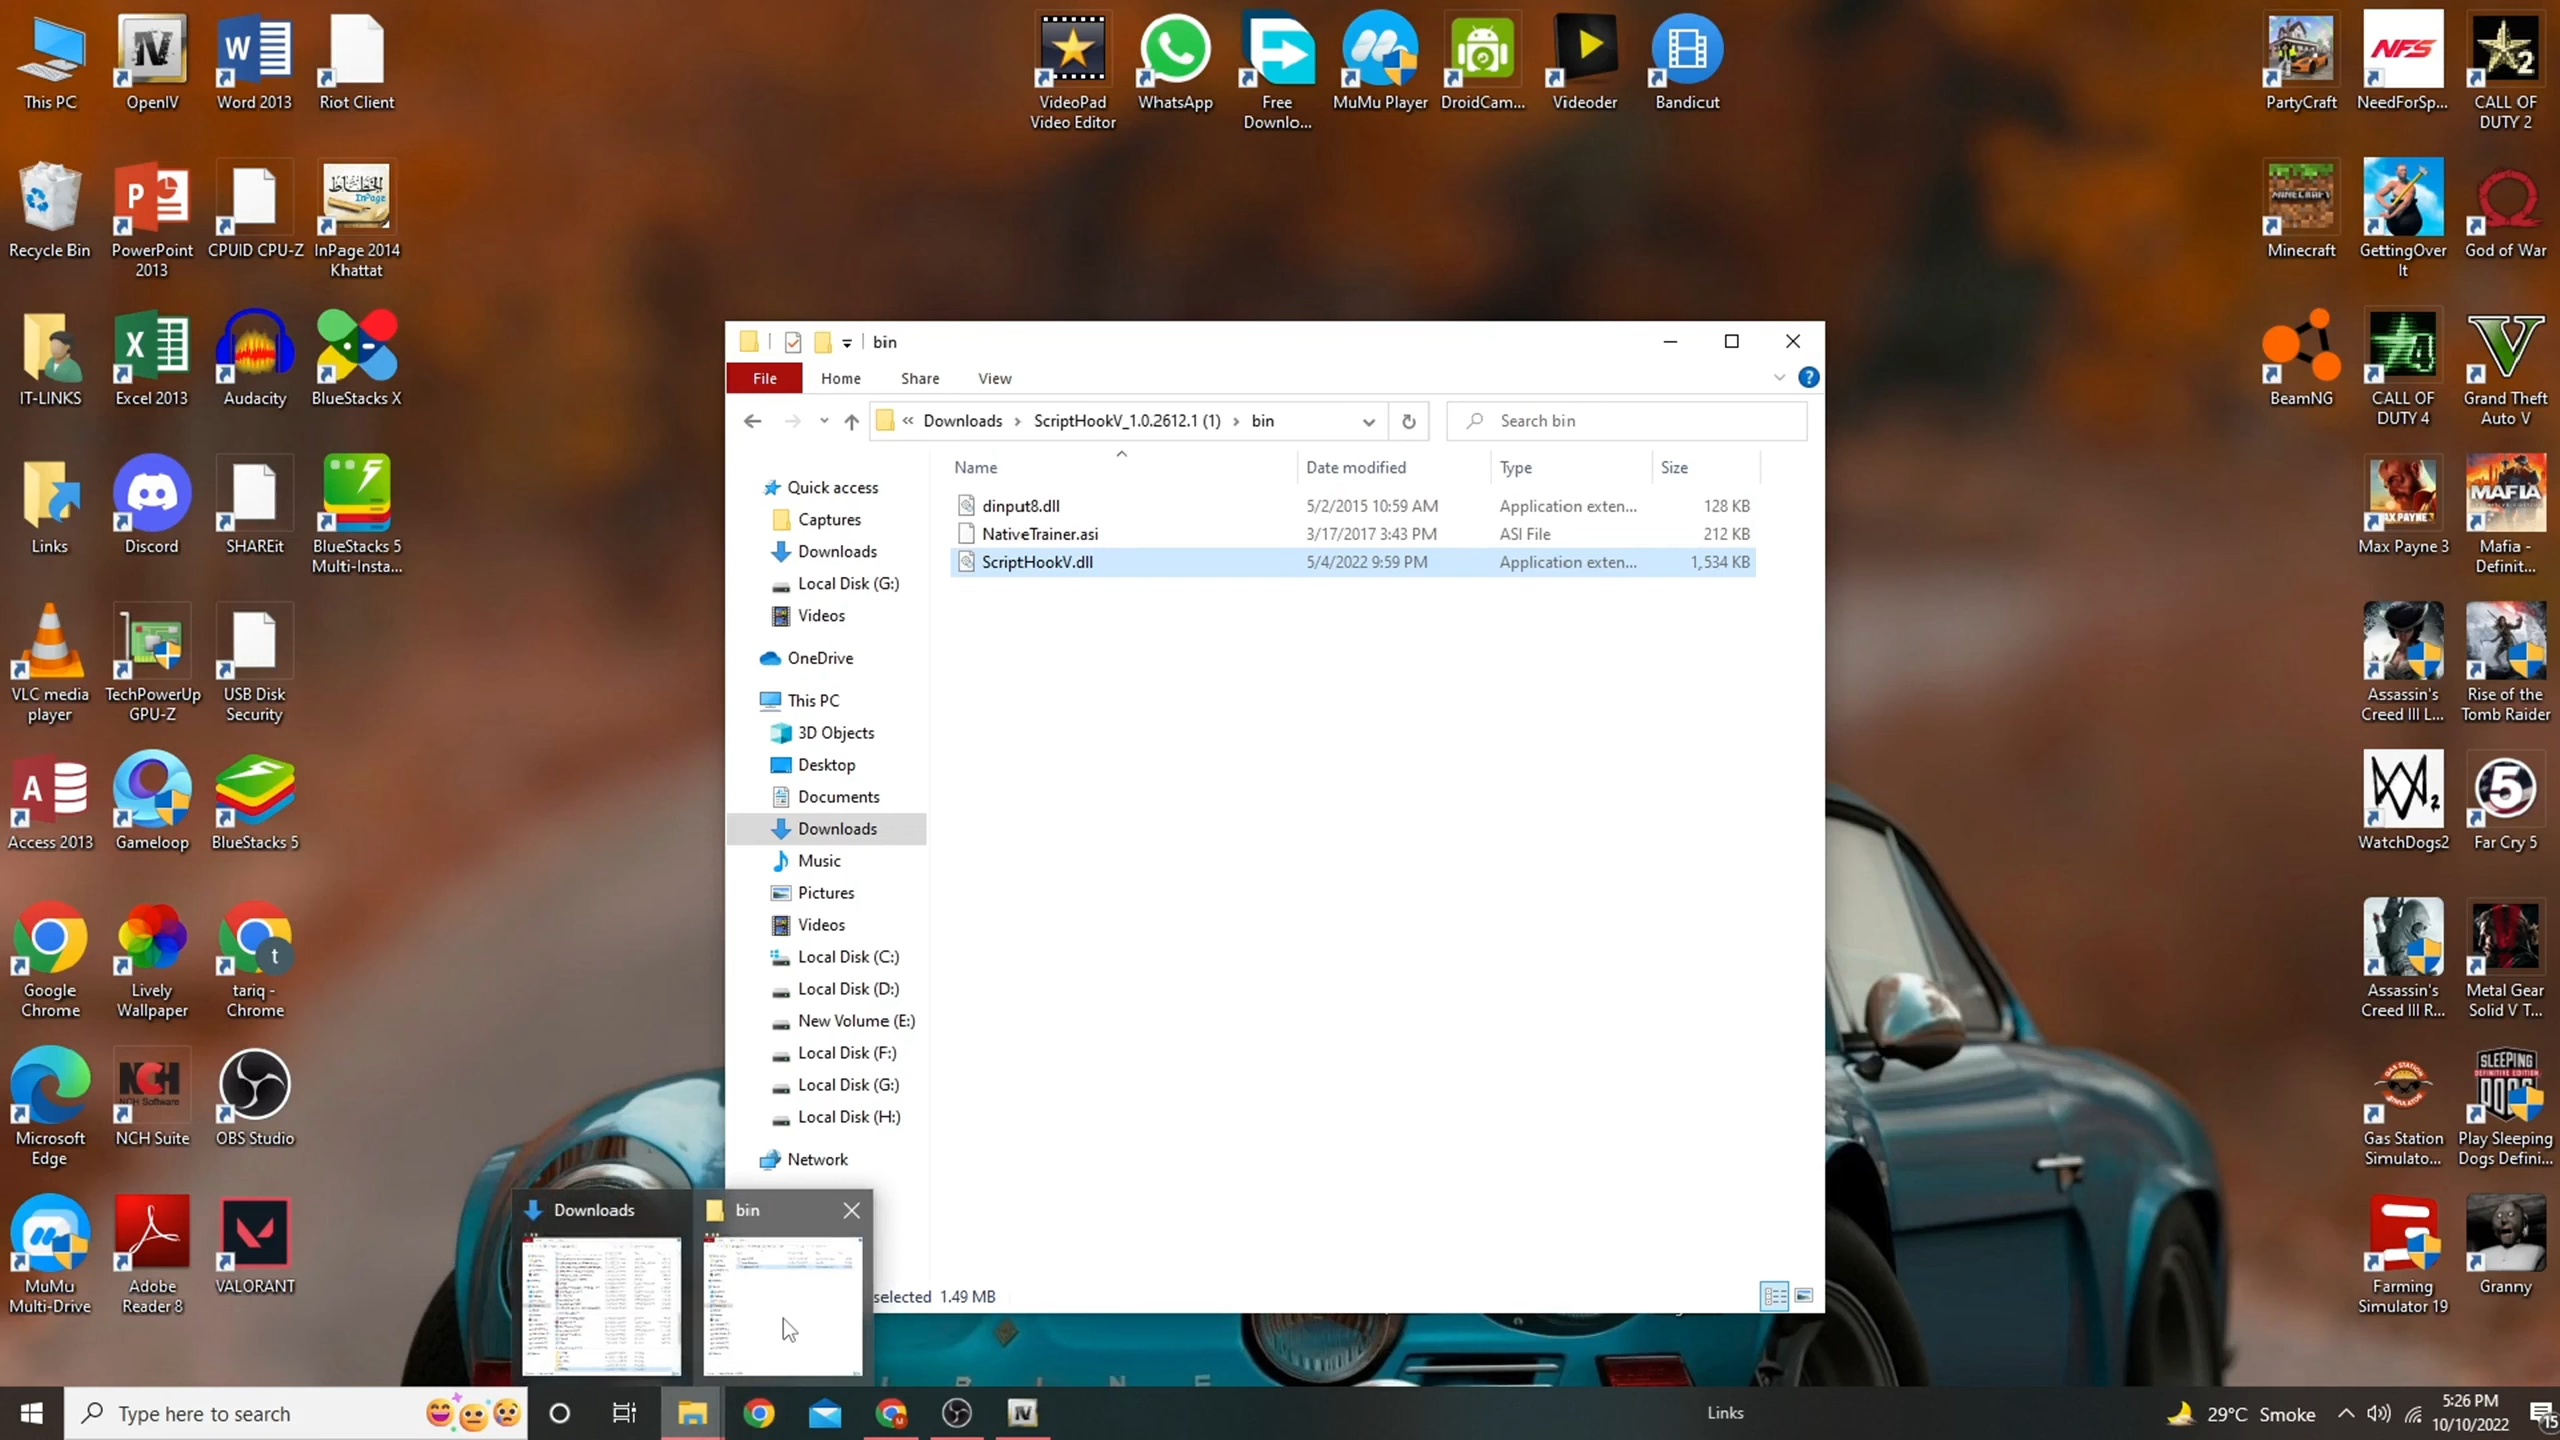 This PC
OpenIV
Word 2013
Riot Client
Recycle Bin
PowerPoint
2013
CPUID CPU-Z
InPage 2014
Khattat
IT-LINKS
Excel 2013
Audacity
BlueStacks X
Links
Discord
SHAREit
BlueStacks 5
Multi-Insta...
VLC media
player
TechPowerUp
GPU-Z
USB Disk
Security
Access 2013
Gameloop
BlueStacks 5
Google
Chrome
Lively
Wallpaper
tariq -
Chrome
Microsoft
Edge
NCH Suite
OBS Studio
MuMu
Multi-Drive
Adobe
Reader 8
VALORANT
VideoPad
Video Editor
WhatsApp
Free
Downlo...
MuMu Player
DroidCam...
Videoder
Bandicut
PartyCraft
NeedForSp...
CALL OF
DUTY 2
Minecraft
GettingOver
It
God of War
BeamNG
CALL OF
DUTY 4
Grand Theft
Auto V
Max Payne 3
Mafia -
Definit...
Assassin's
Creed III L...
Rise of the
Tomb Raider
WatchDogs2
Far Cry 5
Assassin's
Creed III R...
Metal Gear
Solid V T...
Gas Station
Simulato...
Play Sleeping
Dogs Defini...
Farming
Simulator 19
Granny
bin
File Home Share View
« Downloads › ScriptHookV_1.0.2612.1 (1) › bin
Search bin
Name Date modified Type Size
dinput8.dll 5/2/2015 10:59 AM Application exten... 128 KB
NativeTrainer.asi 3/17/2017 3:43 PM ASI File 212 KB
ScriptHookV.dll 5/4/2022 9:59 PM Application exten... 1,534 KB
Quick access
Captures
Downloads
Local Disk (G:)
Videos
OneDrive
This PC
3D Objects
Desktop
Documents
Downloads
Music
Pictures
Videos
Local Disk (C:)
Local Disk (D:)
New Volume (E:)
Local Disk (F:)
Local Disk (G:)
Local Disk (H:)
Network
selected 1.49 MB
Downloads
bin
Type here to search
Links
29°C Smoke
5:26 PM
10/10/2022
15